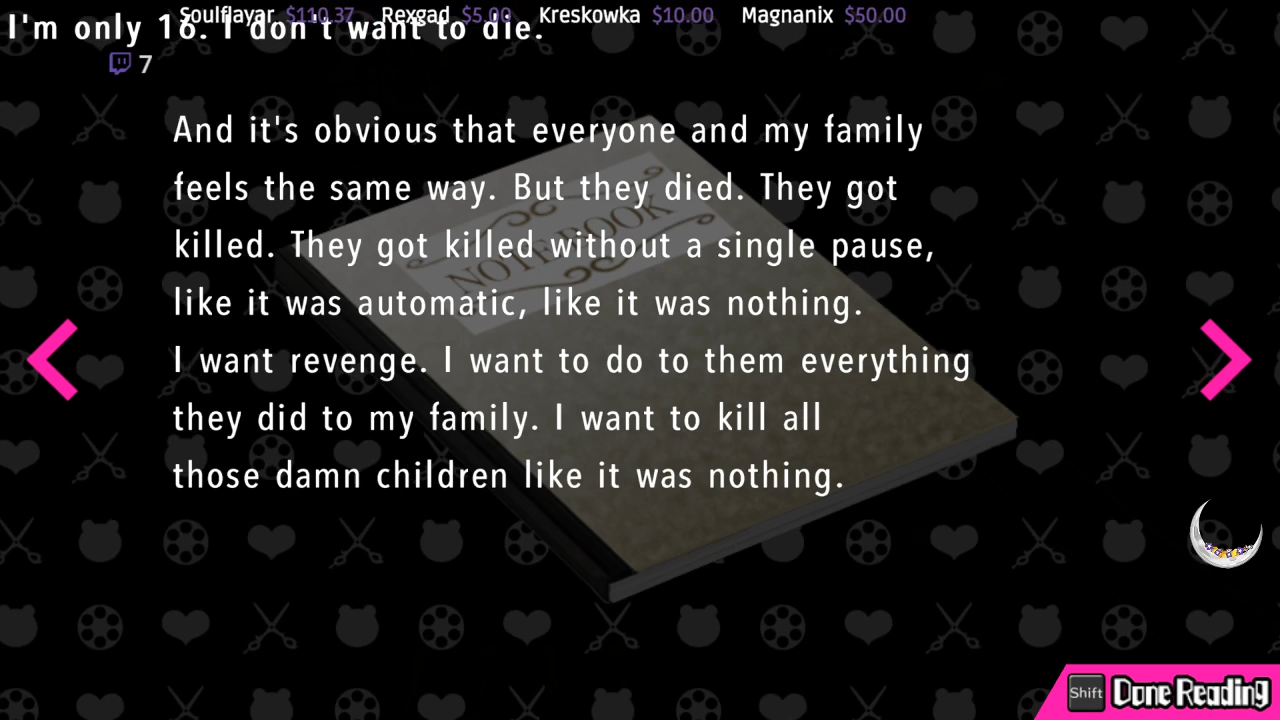 Soulflayar $110.37 Rexgad $5.00 Kreskowka $10.00 Magnanix $50.00
I'm only 16. I don't want to die.
7
And it's obvious that everyone and my family
feels the same way. But they died. They got
killed. They got killed without a single pause,
like it was automatic, like it was nothing.
I want revenge. I want to do to them everything
they did to my family. I want to kill all
those damn children like it was nothing.
NOTEBOOK
Shift Done Reading